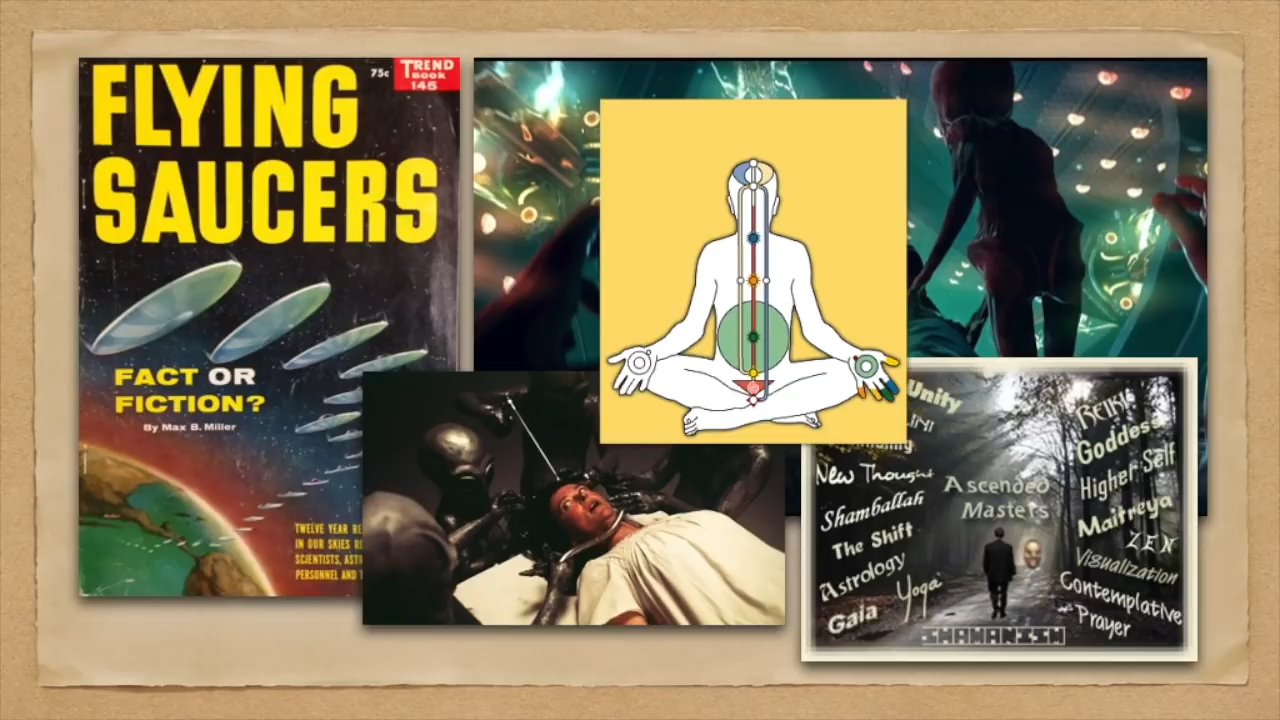 FLYING
SAUCERS
75c
TREND
BOOK
145
FACT OR
FICTION?
By Max B. Miller
TWELVE YEAR
IN OUR SKIES
SCIENTISTS,
PERSONNEL AND
Unity
New Thought
Shamballah
The Shift
Astrology
Yoga
Gaia
Ascended
Masters
REIKI
Goddess
Higher Self
Maitreya
ZEN
Visualization
Contemplative
Prayer
SHAMANISM